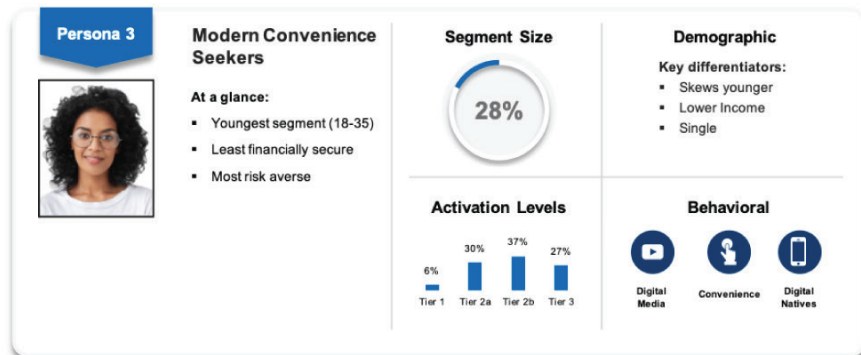 Persona 3
Modern Convenience
Seekers
At a glance:
▪ Youngest segment (18-35)
▪ Least financially secure
▪ Most risk averse
Segment Size
28%
Demographic
Key differentiators:
▪ Skews younger
▪ Lower Income
▪ Single
Activation Levels
6%
30%
37%
27%
Tier 1
Tier 2a
Tier 2b
Tier 3
Behavioral
Digital
Media
Convenience
Digital
Natives